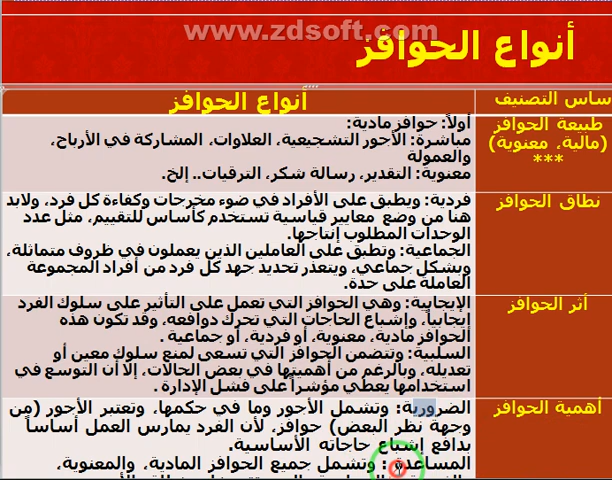 www.zdsoft.com
أنواع الحوافز
ساس التصنيف
أنواع الحوافز
طبيعة الحوافز
(مالية، معنوية)
***
أولاً: حوافز مادية:
مباشرة: الأجور التشجيعية، العلاوات، المشاركة في الأرباح،
والعمولة
معنوية: التقدير، رسالة شكر، الترقيات.. إلخ.
نطاق الحوافز
فردية: ويطبق على الأفراد في ضوء مخرجات وكفاءة كل فرد، ولابد
هنا من وضع معايير قياسية تستخدم كأساس للتقييم، مثل عدد
الوحدات المطلوب إنتاجها.
الجماعية: وتطبق على العاملين الذين يعملون في ظروف متماثلة،
وبشكل جماعي، ويتعذر تحديد جهد كل فرد من أفراد المجموعة
العاملة على حدة.
أثر الحوافز
الإيجابية: وهي الحوافز التي تعمل على التأثير على سلوك الفرد
إيجابياً، وإشباع الحاجات التي تحرك دوافعه، وقد تكون هذه
الحوافز مادية، معنوية، أو فردية، أو جماعية .
السلبية: وتتضمن الحوافز التي تسعى لمنع سلوك معين أو
تعديله، وبالرغم من أهميتها في بعض الحالات، إلا أن التوسع في
استخدامها يعطي مؤشراً على فشل الإدارة .
أهمية الحوافز
الضرورية: وتشمل الأجور وما في حكمها، وتعتبر الأجور (من
وجهة نظر البعض) حوافز، لأن الفرد يمارس العمل أساساً
بدافع إشباع حاجاته الأساسية.
المساعدة : وتشمل جميع الحوافز المادية، والمعنوية،